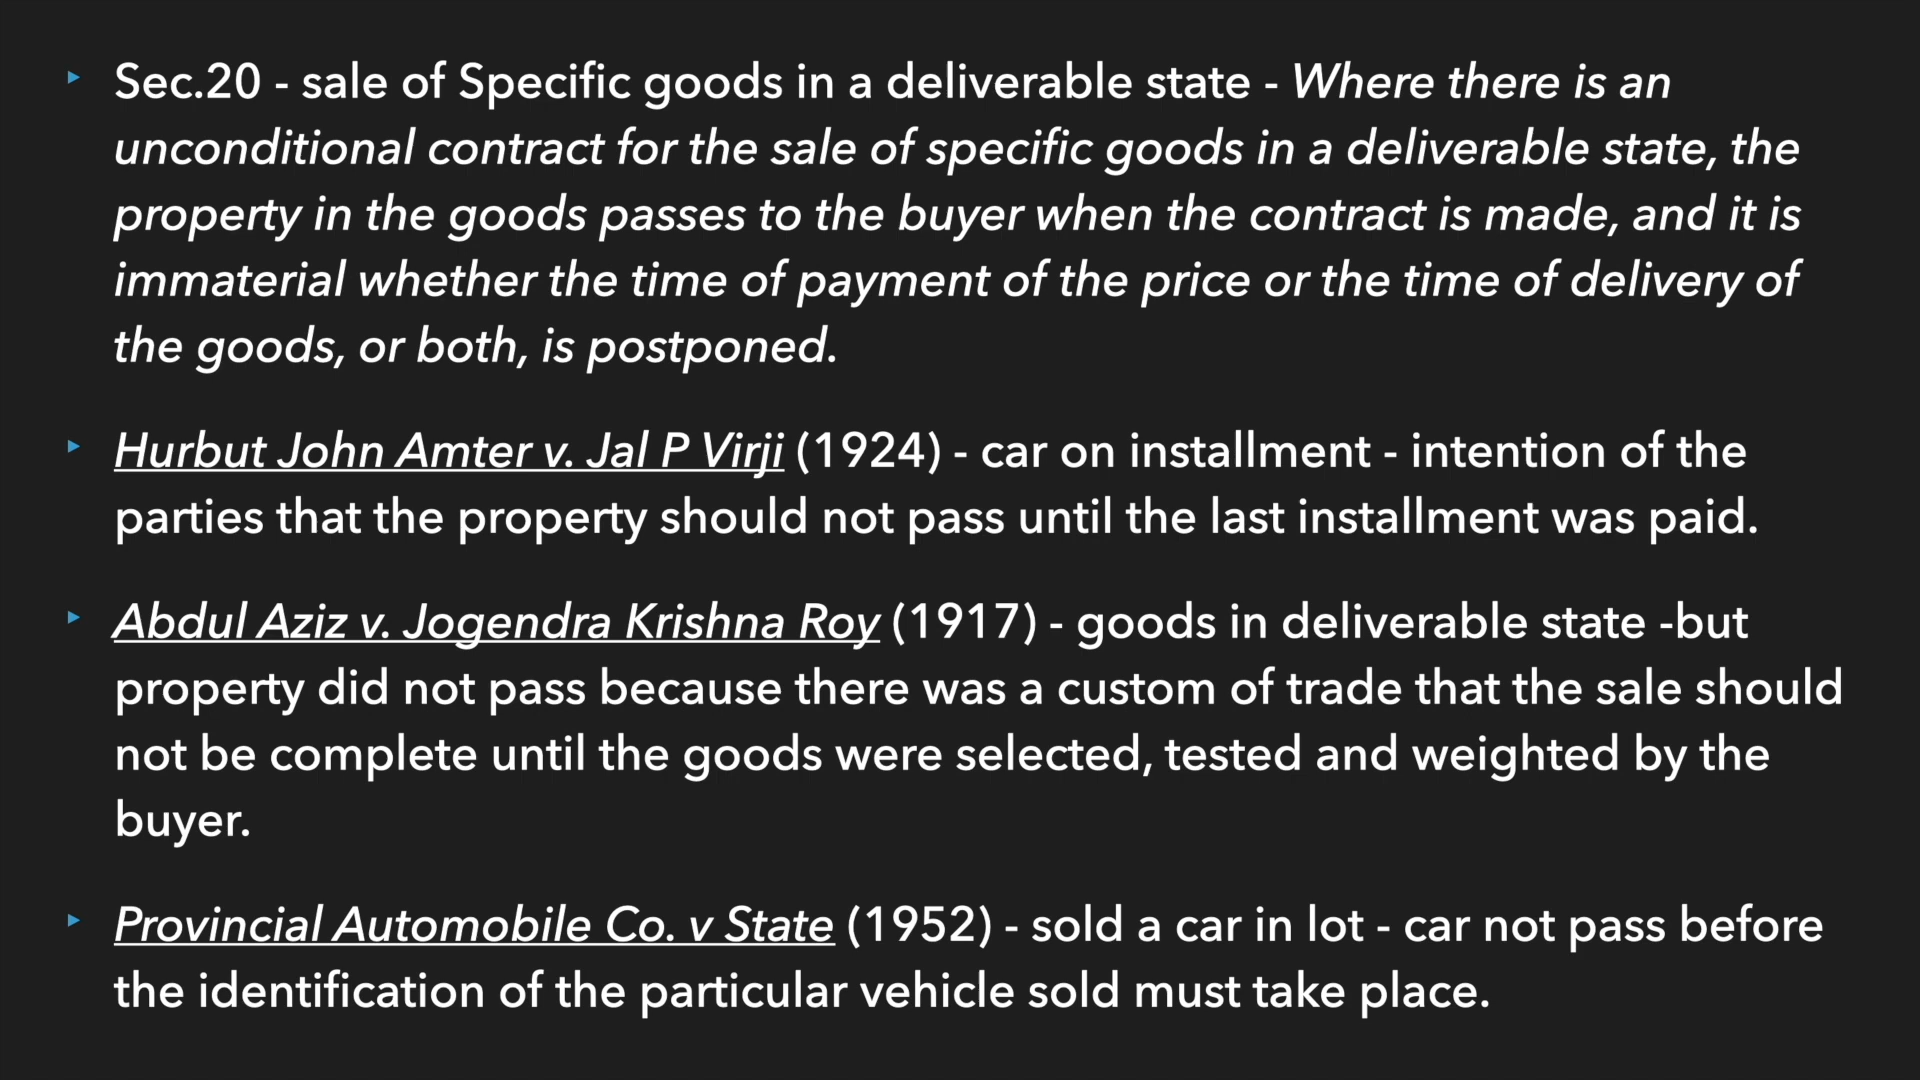 Sec.20 - sale of Specific goods in a deliverable state - Where there is an
unconditional contract for the sale of specific goods in a deliverable state, the
property in the goods passes to the buyer when the contract is made, and it is
immaterial whether the time of payment of the price or the time of delivery of
the goods, or both, is postponed.
Hurbut John Amter v. Jal P Virji (1924) - car on installment - intention of the
parties that the property should not pass until the last installment was paid.
Abdul Aziz v. Jogendra Krishna Roy (1917) - goods in deliverable state -but
property did not pass because there was a custom of trade that the sale should
not be complete until the goods were selected, tested and weighted by the
buyer.
Provincial Automobile Co. v State (1952) - sold a car in lot - car not pass before
the identification of the particular vehicle sold must take place.